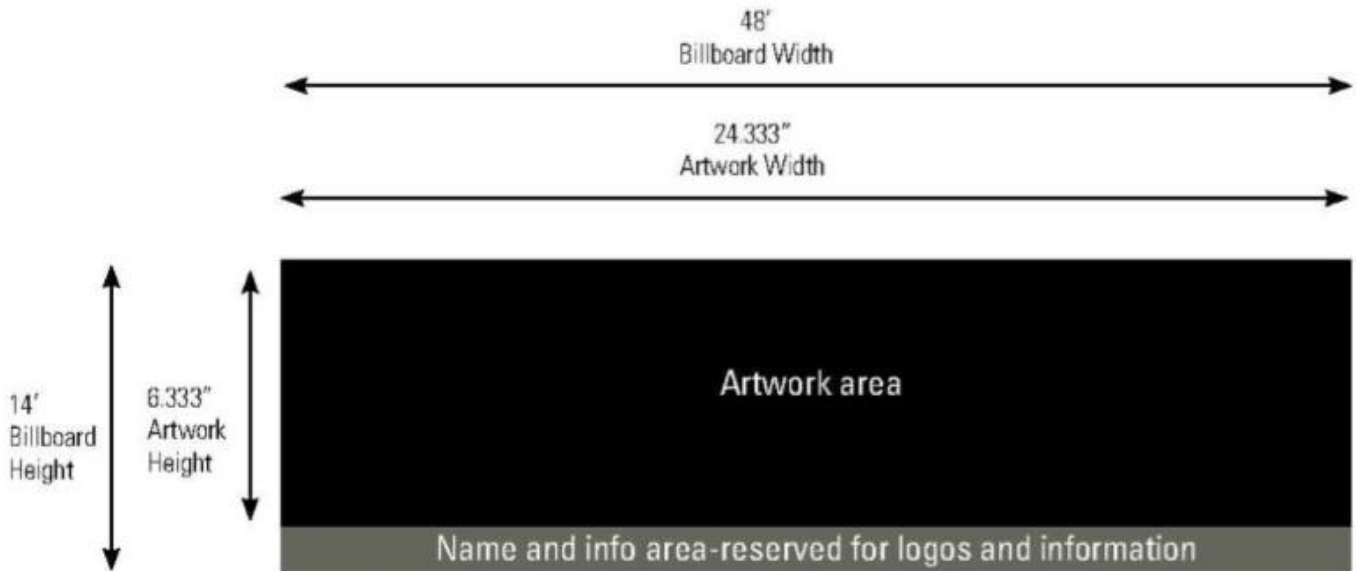 48′
Billboard Width
24.333″
Artwork Width
14′
Billboard
Height
6.333″
Artwork
Height
Artwork area
Name and info area-reserved for logos and information